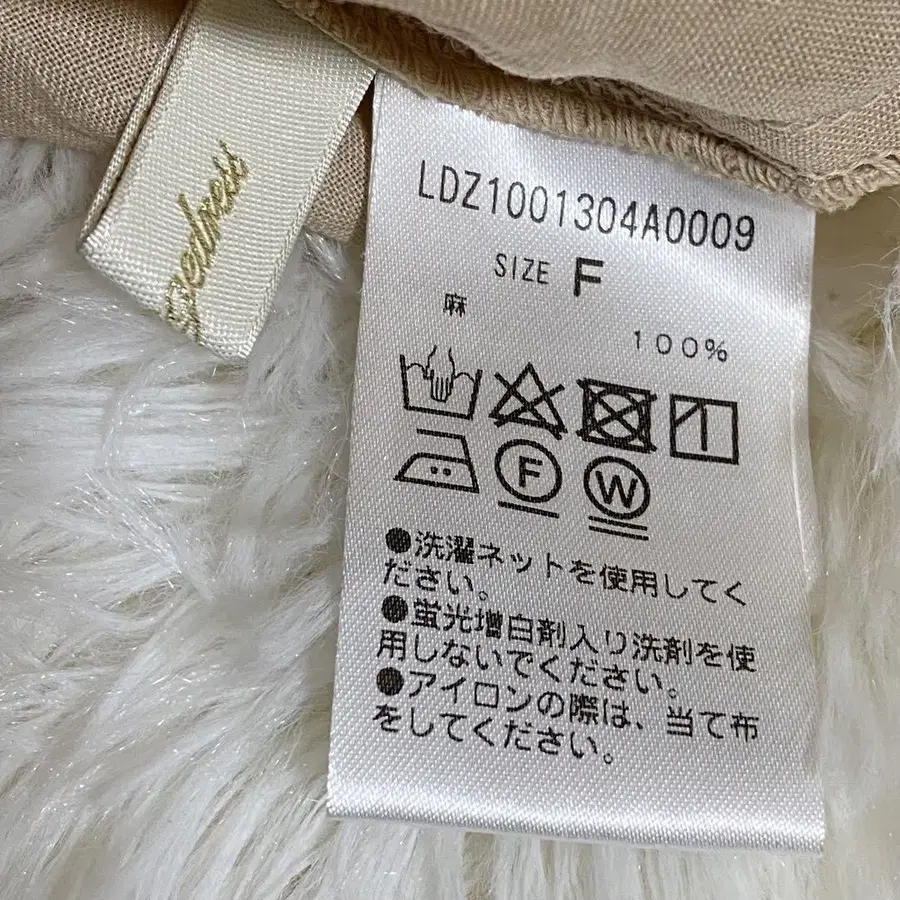 LDZ1001304A0009
SIZE F
麻
100%
F
W
●洗濯ネットを使用してく
ださい。
●蛍光増白剤入り洗剤を使
用しないでください。
●アイロンの際は、当て布
をしてください。